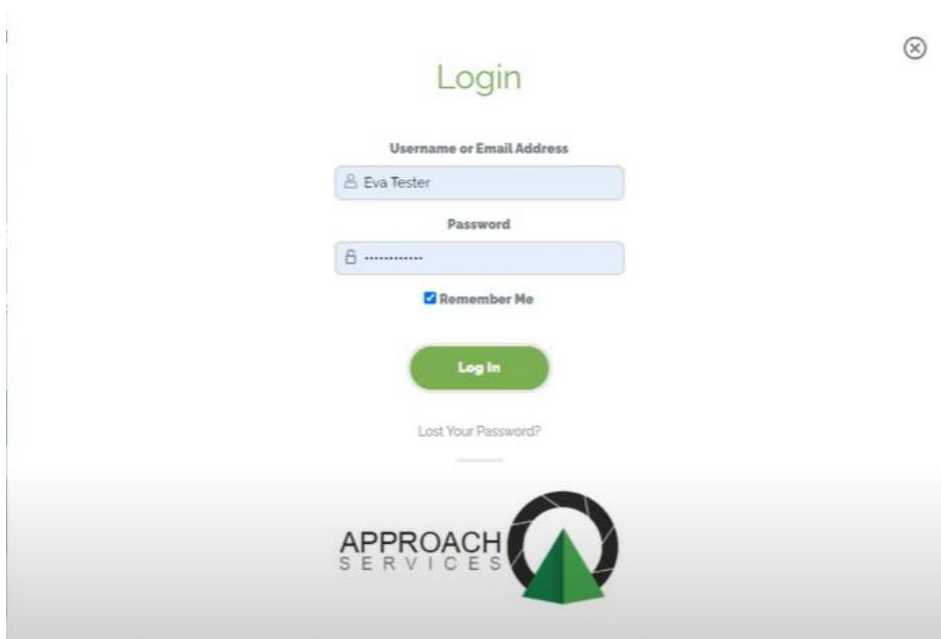 Login
Username or Email Address
Eva Tester
Password
············
Remember Me
Log In
Lost Your Password?
APPROACH
SERVICES